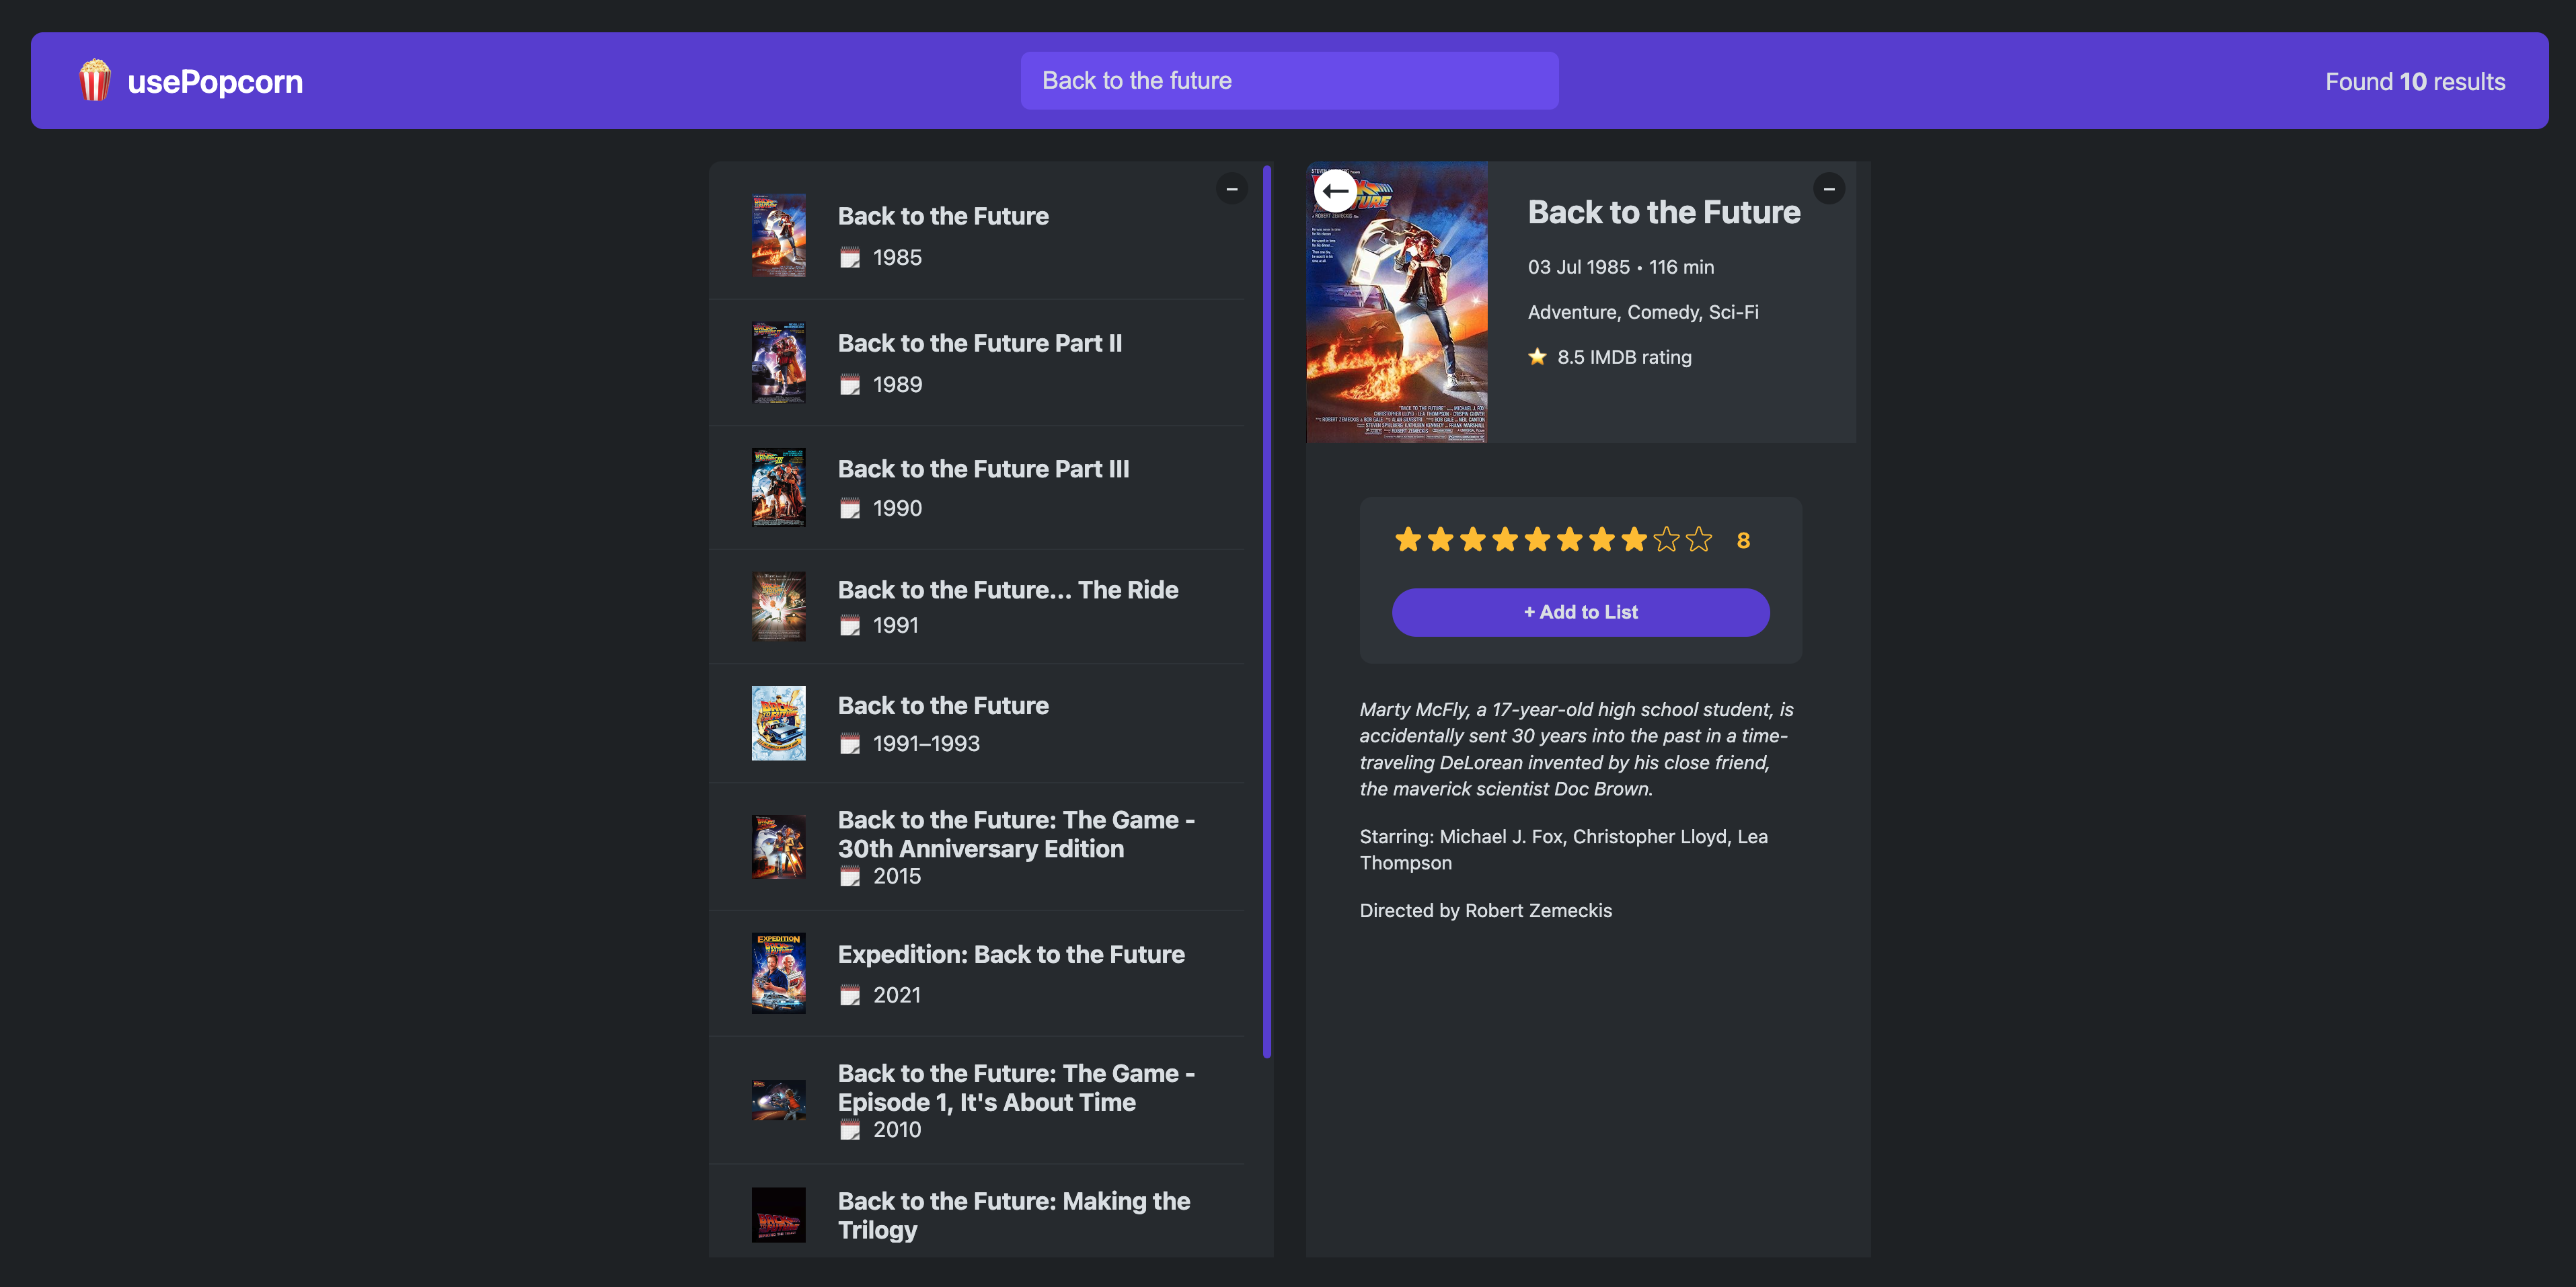 usePopcorn
Back to the future
Found 10 results
Back to the Future
1985
Back to the Future Part II
1989
Back to the Future Part III
1990
Back to the Future... The Ride
1991
Back to the Future
1991–1993
Back to the Future: The Game -
30th Anniversary Edition
2015
EXPEDITION
Expedition: Back to the Future
2021
Back to the Future: The Game -
Episode 1, It's About Time
2010
Back to the Future: Making the
Trilogy
Back to the Future
03 Jul 1985 • 116 min
Adventure, Comedy, Sci-Fi
8.5 IMDB rating
8
+ Add to List
Marty McFly, a 17-year-old high school student, is
accidentally sent 30 years into the past in a time-
traveling DeLorean invented by his close friend,
the maverick scientist Doc Brown.
Starring: Michael J. Fox, Christopher Lloyd, Lea
Thompson
Directed by Robert Zemeckis